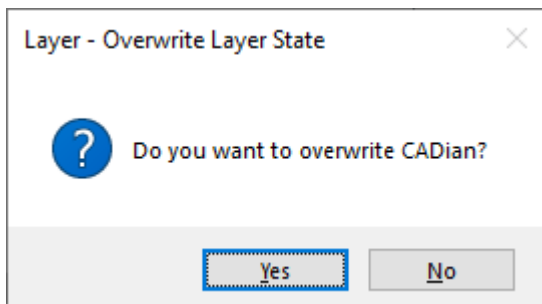 Layer - Overwrite Layer State
Do you want to overwrite CADian?
Yes
No